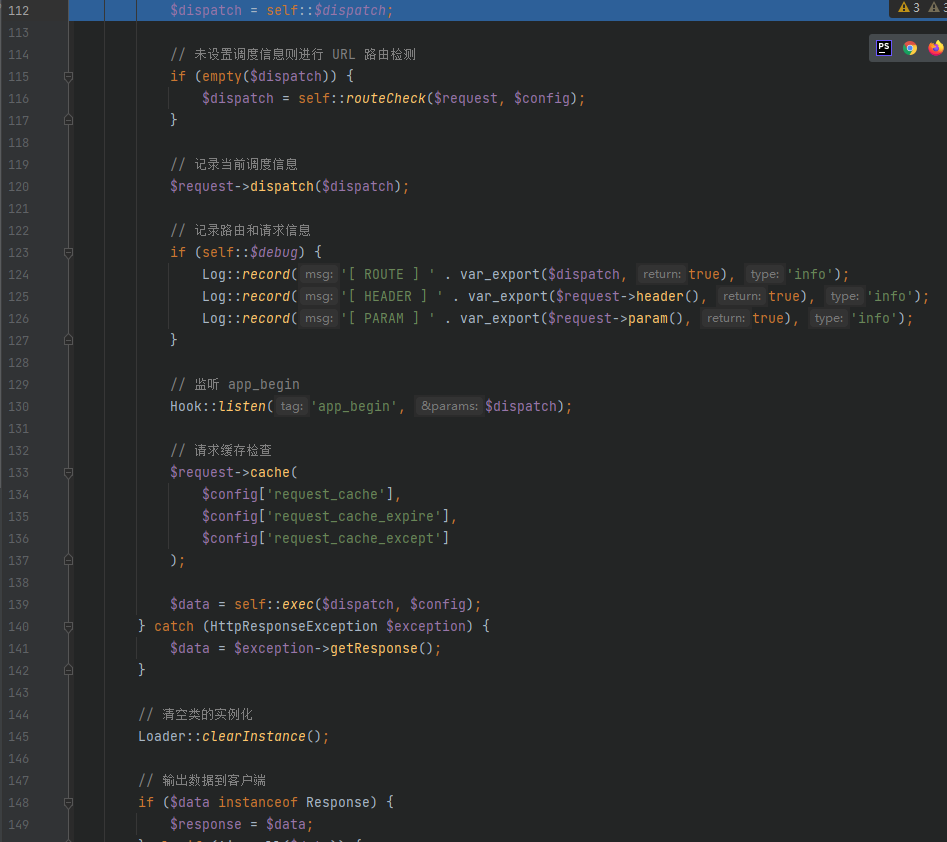 112 $dispatch = self::$dispatch;
3 3
113
PS
114 // 未设置调度信息则进行 URL 路由检测
115 if (empty($dispatch)) {
116 $dispatch = self::routeCheck($request, $config);
117 }
118
119 // 记录当前调度信息
120 $request->dispatch($dispatch);
121
122 // 记录路由和请求信息
123 if (self::$debug) {
124 Log::record( msg: '[ ROUTE ] ' . var_export($dispatch, return: true), type: 'info');
125 Log::record( msg: '[ HEADER ] ' . var_export($request->header(), return: true), type: 'info');
126 Log::record( msg: '[ PARAM ] ' . var_export($request->param(), return: true), type: 'info');
127 }
128
129 // 监听 app_begin
130 Hook::listen( tag: 'app_begin', &params: $dispatch);
131
132 // 请求缓存检查
133 $request->cache(
134 $config['request_cache'],
135 $config['request_cache_expire'],
136 $config['request_cache_except']
137 );
138
139 $data = self::exec($dispatch, $config);
140 } catch (HttpResponseException $exception) {
141 $data = $exception->getResponse();
142 }
143
144 // 清空类的实例化
145 Loader::clearInstance();
146
147 // 输出数据到客户端
148 if ($data instanceof Response) {
149 $response = $data;